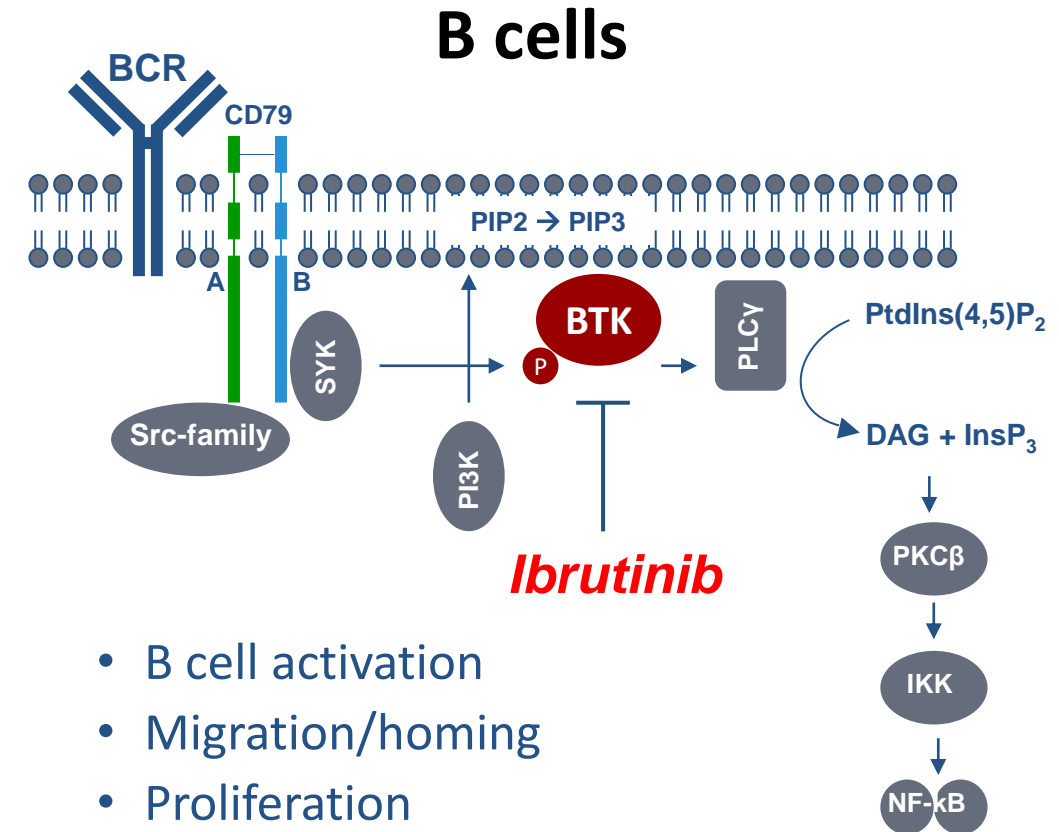 B cells
BCR
CD79
PIP2 → PIP3
A
B
SYK
BTK
P
PLCγ
PtdIns(4,5)P₂
Src-family
PI3K
DAG + InsP₃
Ibrutinib
PKCβ
IKK
NF-κB
• B cell activation
• Migration/homing
• Proliferation